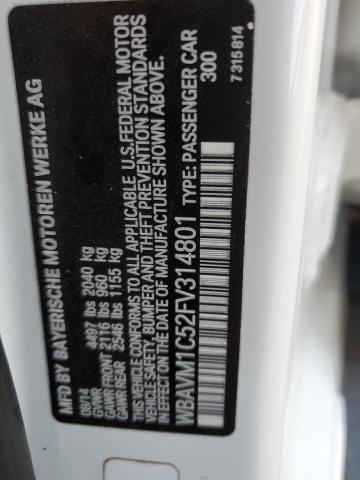 MFD BY BAYERISCHE MOTOREN WERKE AG
08/14
GVWR 4497 lbs 2040 kg
GAWR FRONT 2116 lbs 960 kg
GAWR REAR 2546 lbs 1155 kg
THIS VEHICLE CONFORMS TO ALL APPLICABLE U.S. FEDERAL MOTOR
VEHICLE SAFETY, BUMPER AND THEFT PREVENTION STANDARDS
IN EFFECT ON THE DATE OF MANUFACTURE SHOWN ABOVE.
WBAVM1C52FV314801 TYPE: PASSENGER CAR
300
7 315 814